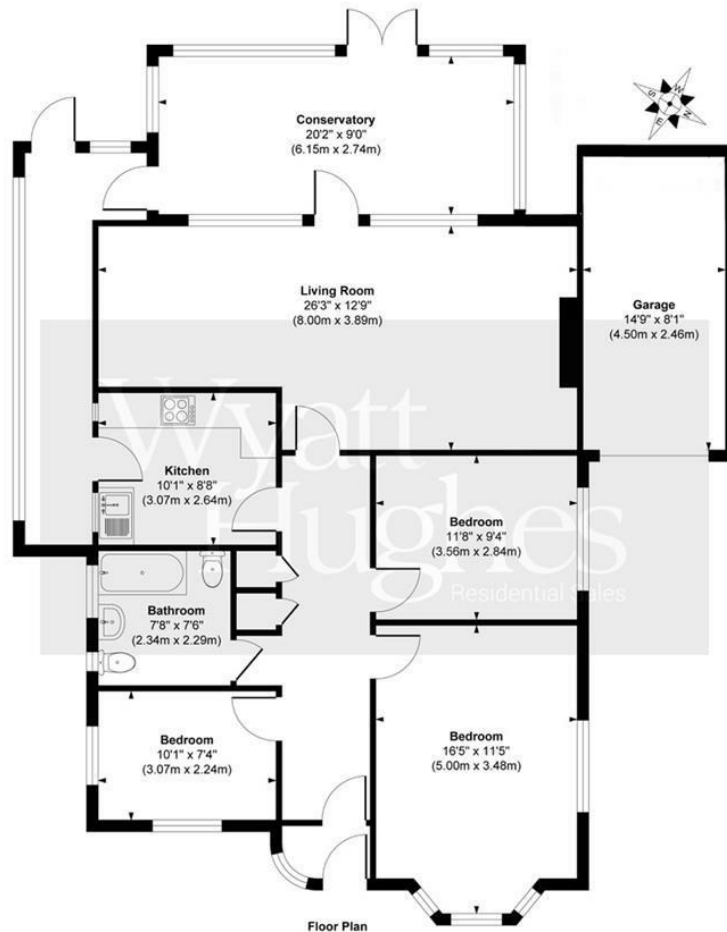 Conservatory
20'2" x 9'0"
(6.15m x 2.74m)
S
W
E
N
Living Room
26'3" x 12'9"
(8.00m x 3.89m)
Garage
14'9" x 8'1"
(4.50m x 2.46m)
Wyatt
Hughes
Residential Sales
Kitchen
10'1" x 8'8"
(3.07m x 2.64m)
Bedroom
11'8" x 9'4"
(3.56m x 2.84m)
Bathroom
7'8" x 7'6"
(2.34m x 2.29m)
Bedroom
10'1" x 7'4"
(3.07m x 2.24m)
Bedroom
16'5" x 11'5"
(5.00m x 3.48m)
Floor Plan